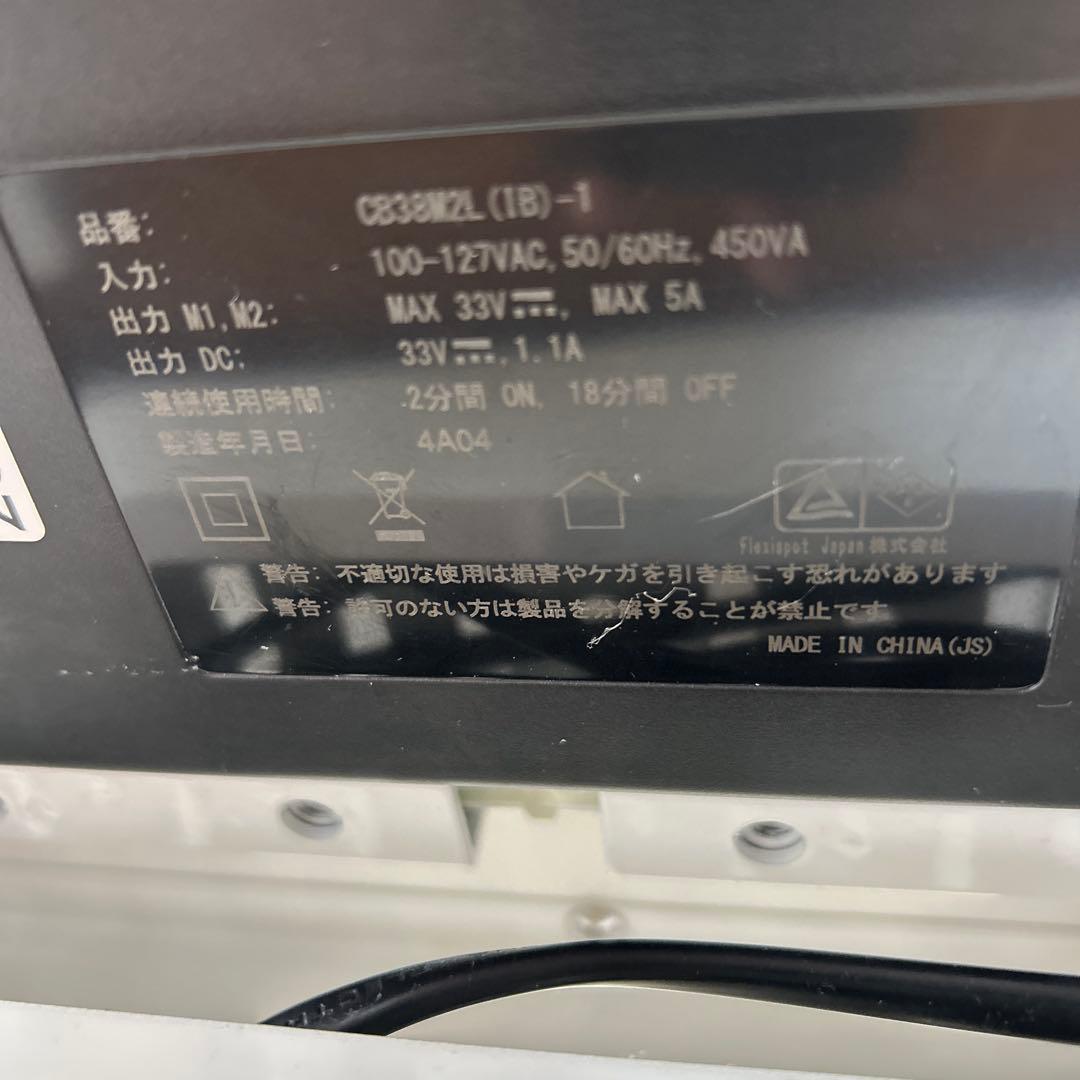 品番: CB38M2L(IB)-1
入力: 100-127VAC, 50/60Hz, 450VA
出力 M1,M2: MAX 33V⎓, MAX 5A
出力 DC: 33V⎓,1.1A
連続使用時間: 2分間 ON, 18分間 OFF
製造年月日: 4A04
Flexispot Japan 株式会社
警告: 不適切な使用は損害やケガを引き起こす恐れがあります
警告: 許可のない方は製品を分解することが禁止です
MADE IN CHINA(JS)